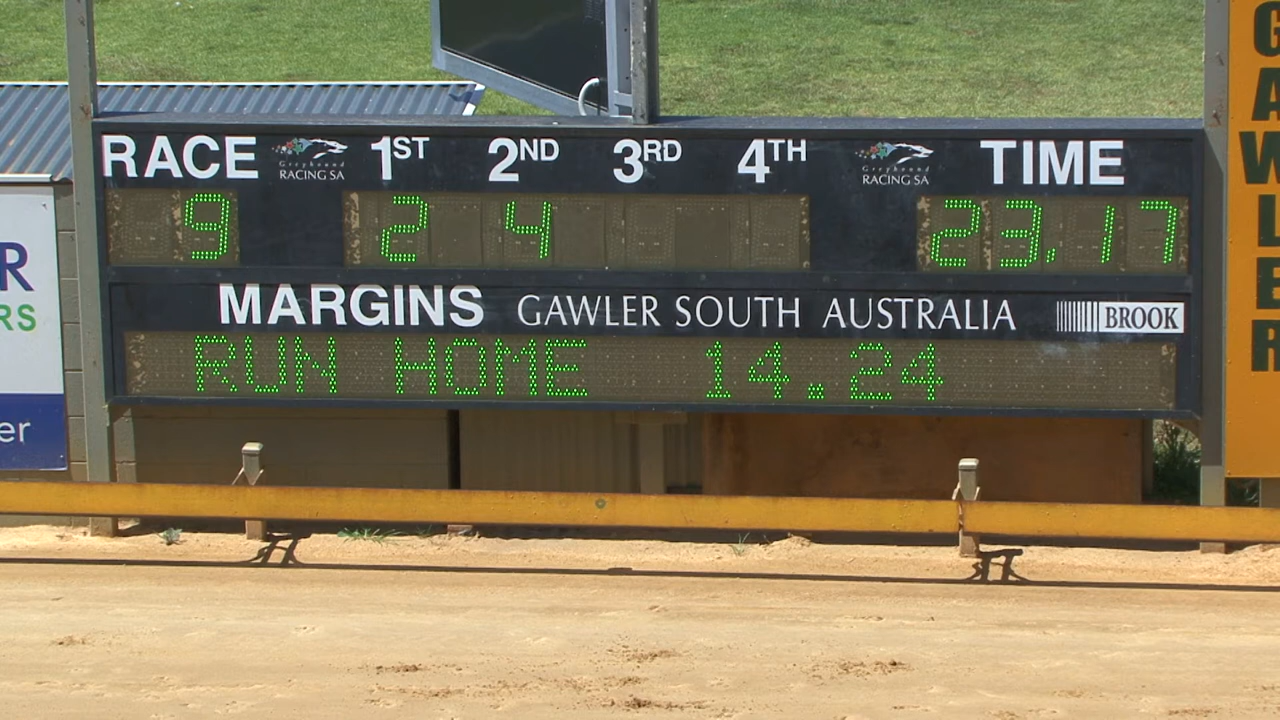 RACE Greyhound RACING SA 1ST 2ND 3RD 4TH Greyhound RACING SA TIME
9 2 4 23.17
MARGINS GAWLER SOUTH AUSTRALIA BROOK
RUN HOME 14.24
R
RS
er
GAWLER